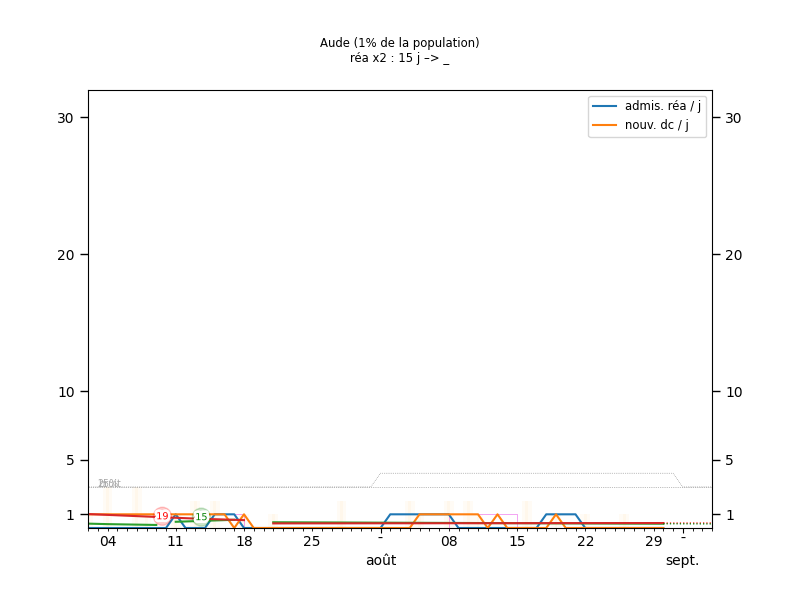 Aude (1% de la population)
réa x2 : 15 j –> _
admis. réa / j
nouv. dc / j
30 30
20 20
10 10
5 5
1 1
19 15
04 11 18 25 - 08 15 22 29 -
août sept.